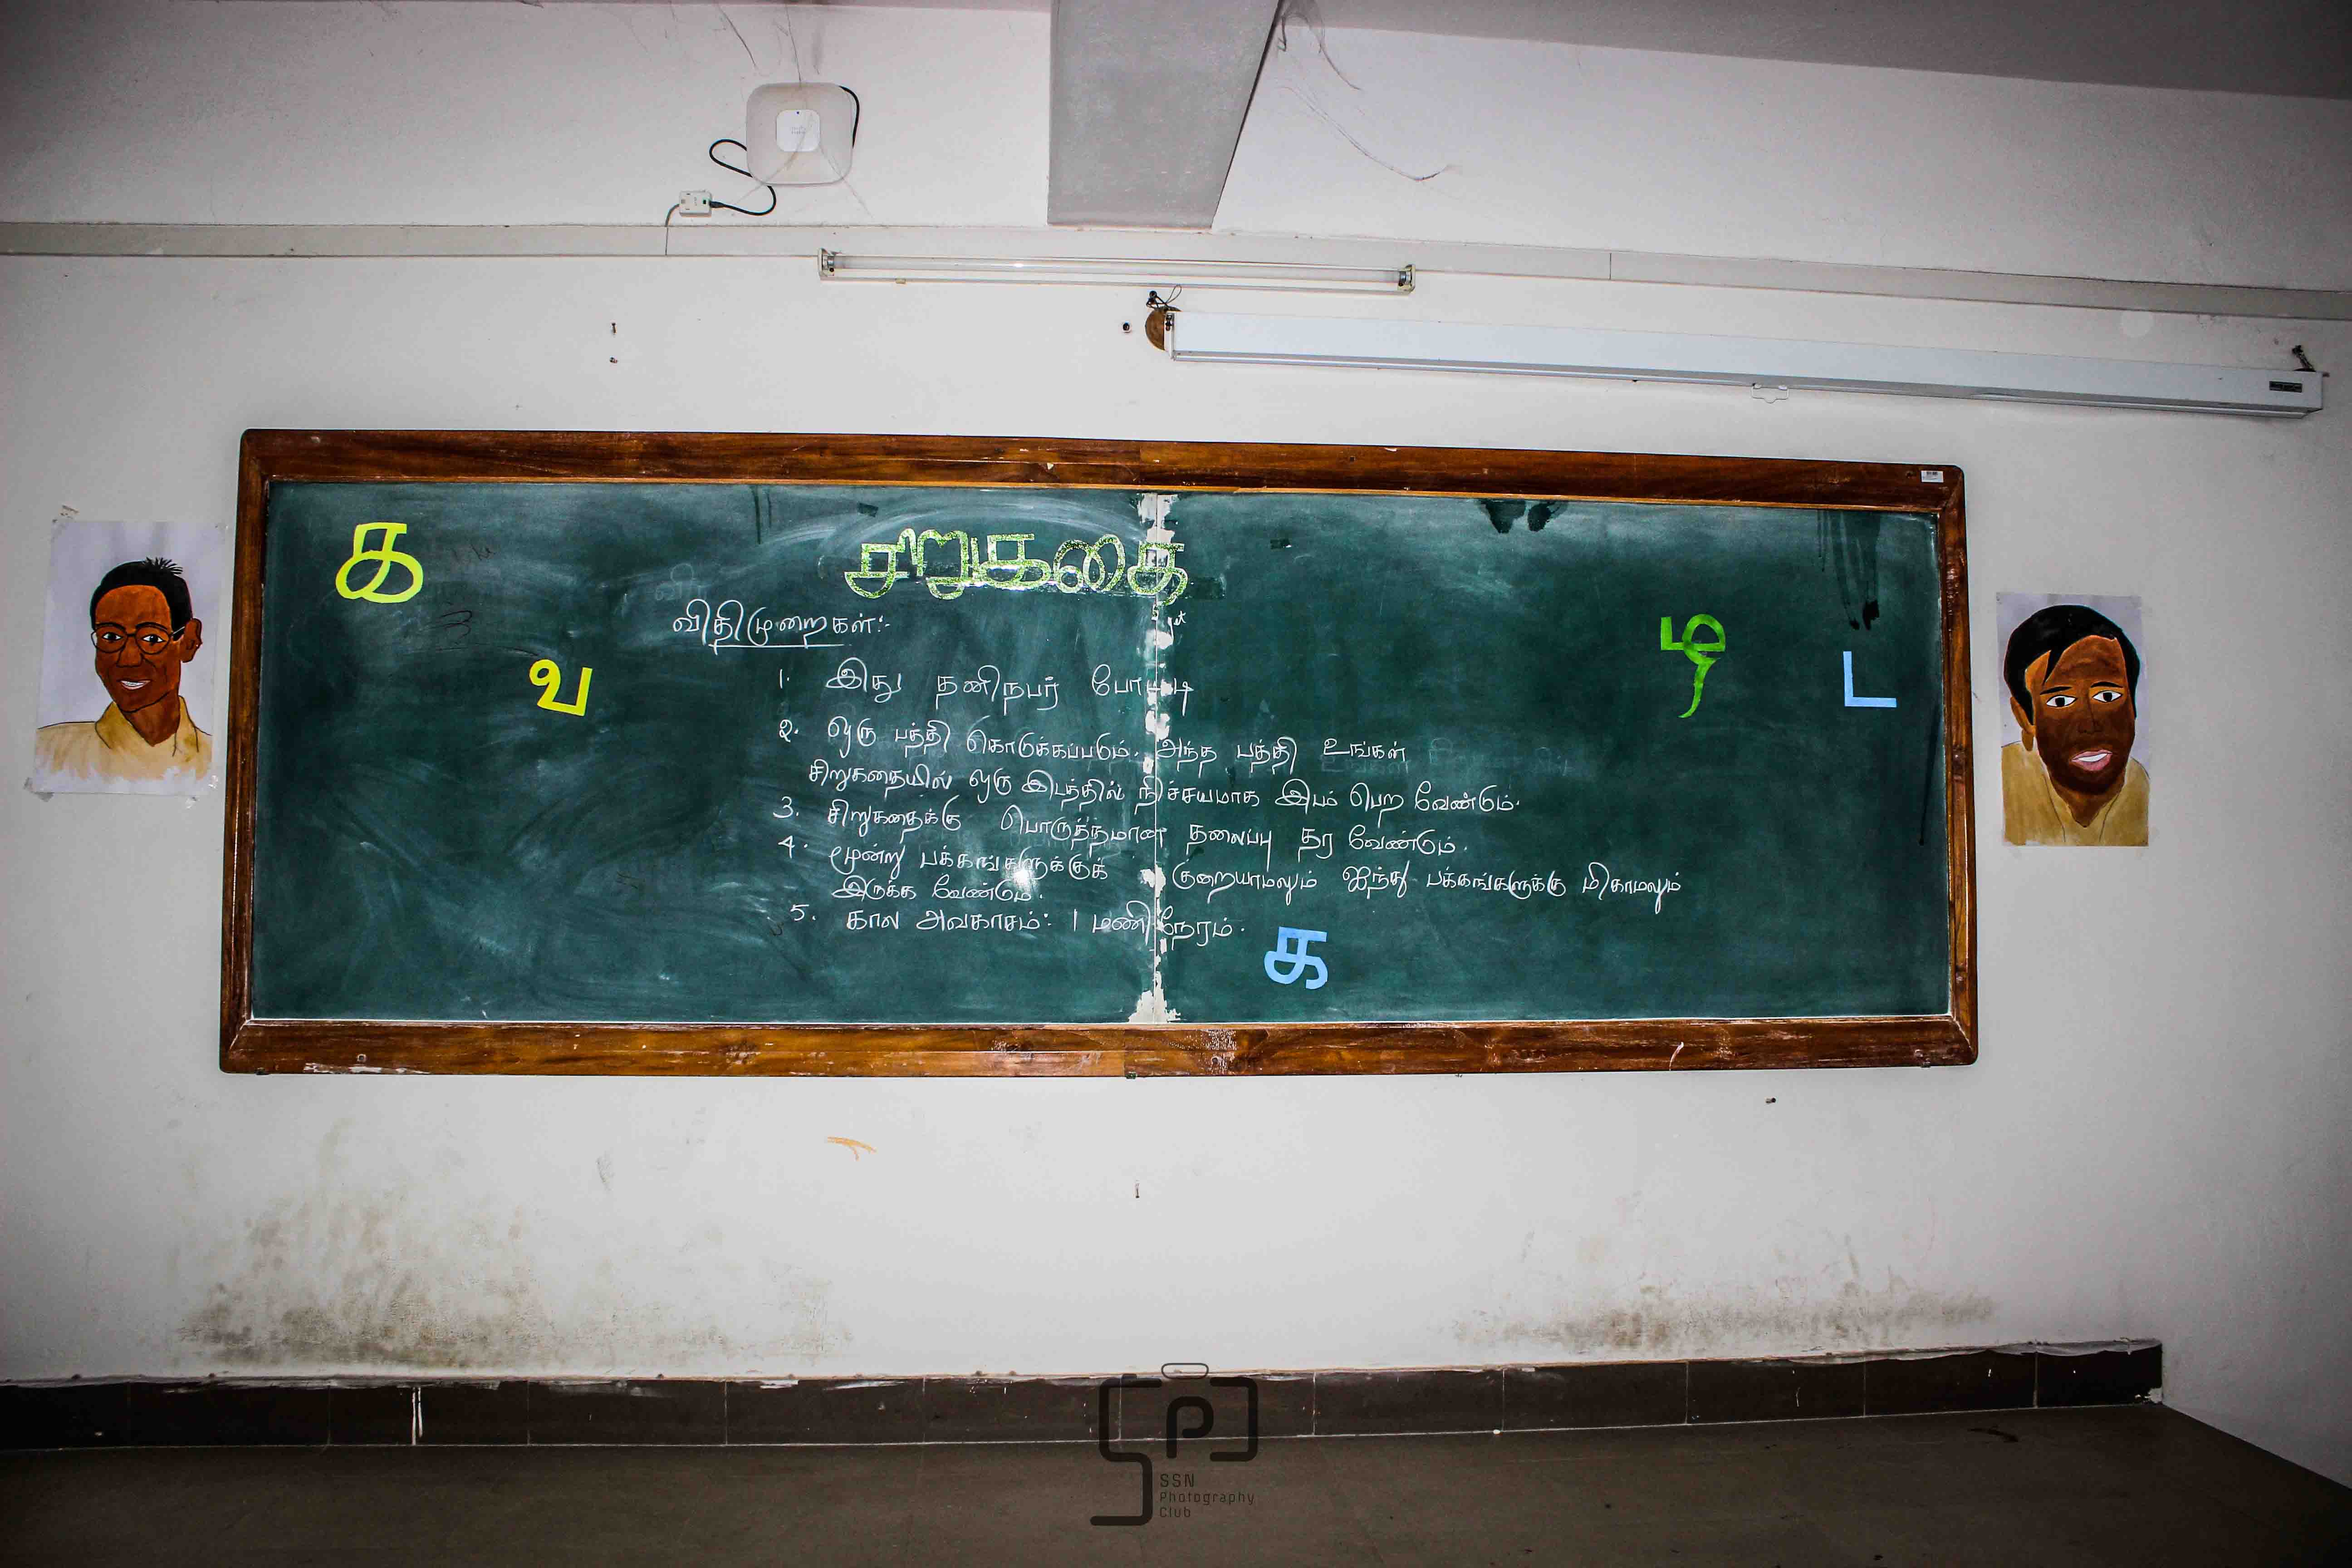 சிறுகதை
க
விதிமுறைகள்:-
வ
ழ
ட
1. இது தனிநபர் போட்டி
2. ஒரு பத்தி கொடுக்கப்படும். அந்த பத்தி உங்கள்
சிறுகதையில் ஒரு இடத்தில் நிச்சயமாக இடம் பெற வேண்டும்.
3. சிறுகதைக்கு பொருத்தமான தலைப்பு தர வேண்டும்.
4. மூன்று பக்கங்களுக்குக் குறையாமலும் ஐந்து பக்கங்களுக்கு மிகாமலும்
இருக்க வேண்டும்.
5. கால அவகாசம்: 1 மணிநேரம்.
க
SSN
Photography
Club